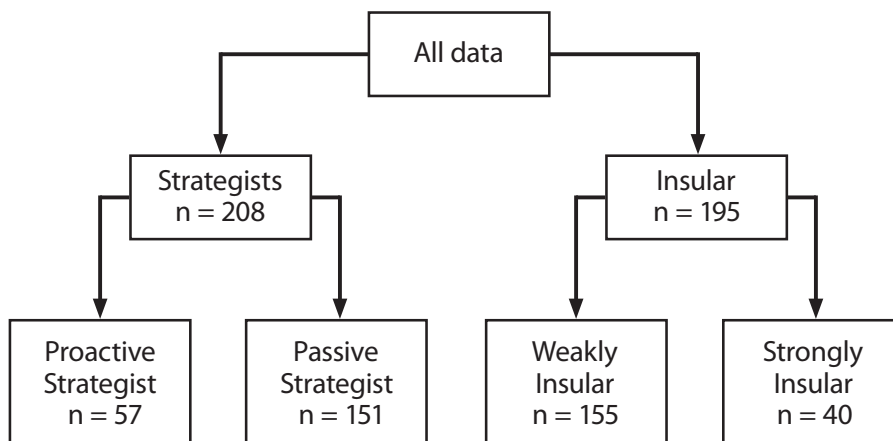 All data
Strategists
n = 208
Insular
n = 195
Proactive
Strategist
n = 57
Passive
Strategist
n = 151
Weakly
Insular
n = 155
Strongly
Insular
n = 40